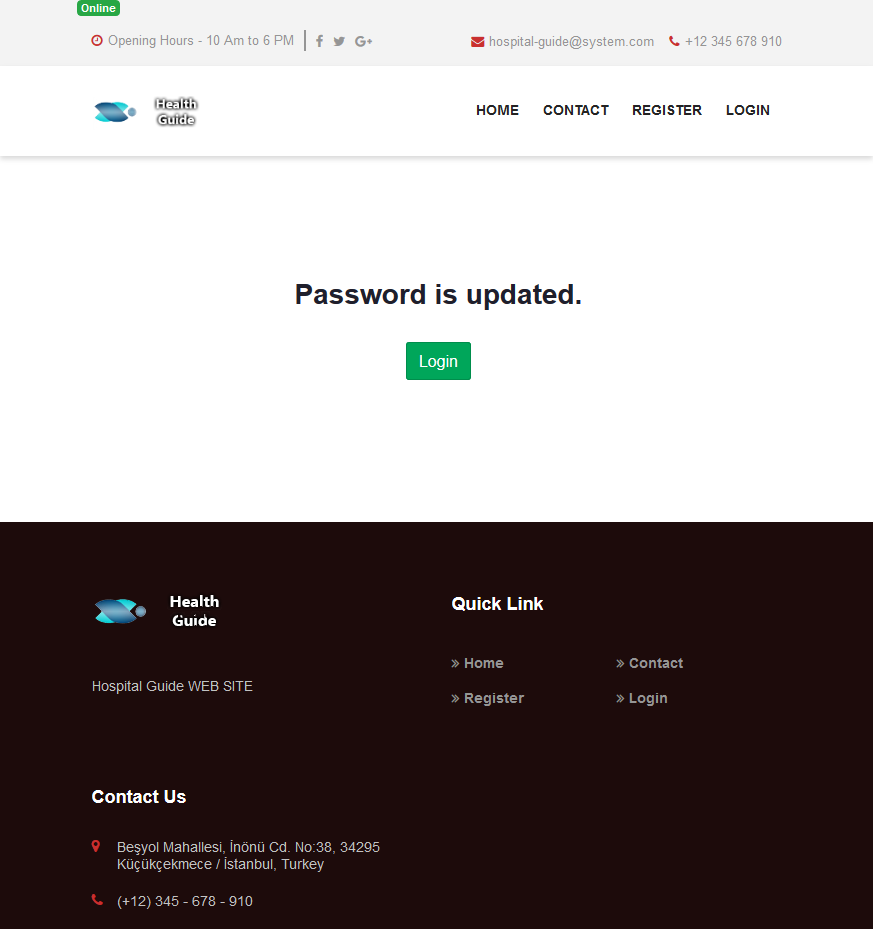 Online
Opening Hours - 10 Am to 6 PM
hospital-guide@system.com
+12 345 678 910
Health
Guide
HOME CONTACT REGISTER LOGIN
Password is updated.
Login
Health
Guide
Hospital Guide WEB SITE
Quick Link
» Home
» Contact
» Register
» Login
Contact Us
Beşyol Mahallesi, İnönü Cd. No:38, 34295
Küçükçekmece / İstanbul, Turkey
(+12) 345 - 678 - 910